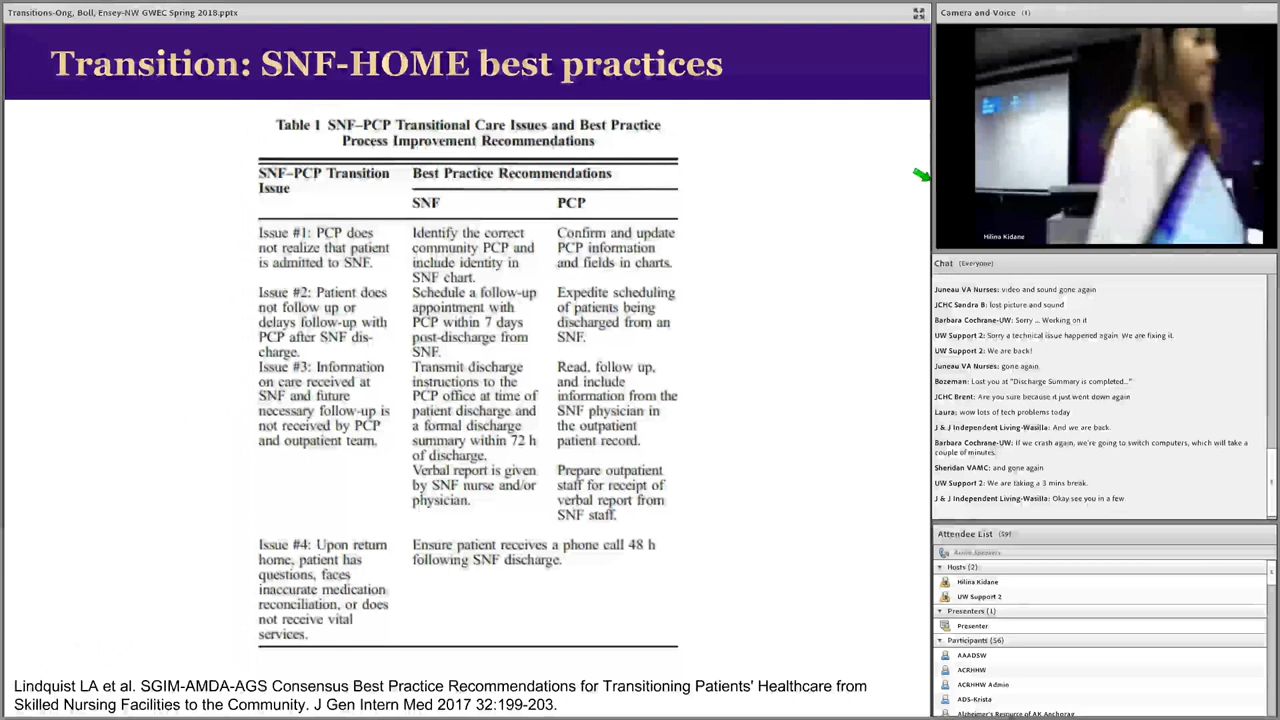 Transitions-Ong, Boll, Ensey-NW GWEC Spring 2018.pptx
Transition: SNF-HOME best practices
Table 1 SNF–PCP Transitional Care Issues and Best Practice
Process Improvement Recommendations
SNF–PCP Transition
Issue
Best Practice Recommendations
SNF
PCP
Issue #1: PCP does
not realize that patient
is admitted to SNF.
Identify the correct
community PCP and
include identity in
SNF chart.
Confirm and update
PCP information
and fields in charts.
Issue #2: Patient does
not follow up or
delays follow-up with
PCP after SNF dis-
charge.
Schedule a follow-up
appointment with
PCP within 7 days
post-discharge from
SNF.
Expedite scheduling
of patients being
discharged from an
SNF.
Issue #3: Information
on care received at
SNF and future
necessary follow-up is
not received by PCP
and outpatient team.
Transmit discharge
instructions to the
PCP office at time of
patient discharge and
a formal discharge
summary within 72 h
of discharge.
Read, follow up,
and include
information from the
SNF physician in
the outpatient
patient record.
Verbal report is given
by SNF nurse and/or
physician.
Prepare outpatient
staff for receipt of
verbal report from
SNF staff.
Issue #4: Upon return
home, patient has
questions, faces
inaccurate medication
reconciliation, or does
not receive vital
services.
Ensure patient receives a phone call 48 h
following SNF discharge.
Lindquist LA et al. SGIM-AMDA-AGS Consensus Best Practice Recommendations for Transitioning Patients' Healthcare from
Skilled Nursing Facilities to the Community. J Gen Intern Med 2017 32:199-203.
Camera and Voice (1)
Hilina Kidane
Chat (Everyone)
Juneau VA Nurses: video and sound gone again
JCHC Sandra B: lost picture and sound
Barbara Cochrane-UW: Sorry ... Working on it
UW Support 2: Sorry a technical issue happened again. We are fixing it.
UW Support 2: We are back!
Juneau VA Nurses: gone again
Bozeman: Lost you at "Discharge Summary is completed..."
JCHC Brent: Are you sure because it just went down again
Laura: wow lots of tech problems today
J & J Independent Living-Wasilla: And we are back.
Barbara Cochrane-UW: If we crash again, we're going to switch computers, which will take a
couple of minutes.
Sheridan VAMC: and gone again
UW Support 2: We are taking a 3 mins break.
J & J Independent Living-Wasilla: Okay see you in a few
Attendee List (59)
Active Speakers
Hosts (2)
Hilina Kidane
UW Support 2
Presenters (1)
Presenter
Participants (56)
AAADSW
ACRHHW
ACRHHW Admin
ADS-Krista
Alzheimer's Resource of AK Anchorag